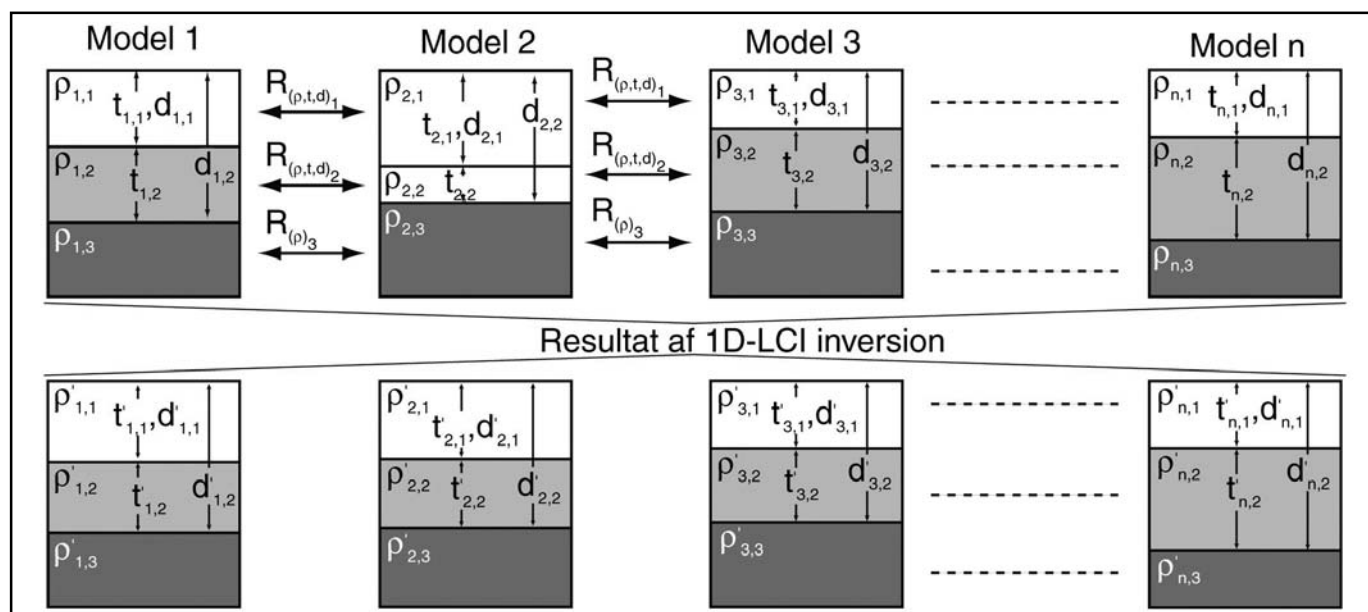 Model 1 Model 2 Model 3 Model n
ρ1,1 t1,1,d1,1 R(ρ,t,d)1 ρ2,1 t2,1,d2,1 d2,2 R(ρ,t,d)1 ρ3,1 t3,1,d3,1 ρn,1 tn,1,dn,1
ρ1,2 t1,2 d1,2 R(ρ,t,d)2 ρ2,2 t2,2 R(ρ,t,d)2 ρ3,2 t3,2 d3,2 ρn,2 tn,2 dn,2
ρ1,3 R(ρ)3 ρ2,3 R(ρ)3 ρ3,3 ρn,3
Resultat af 1D-LCI inversion
ρ'1,1 t'1,1,d'1,1 ρ'2,1 t'2,1,d'2,1 ρ'3,1 t'3,1,d'3,1 ρ'n,1 t'n,1,d'n,1
ρ'1,2 t'1,2 d'1,2 ρ'2,2 t'2,2 d'2,2 ρ'3,2 t'3,2 d'3,2 ρ'n,2 t'n,2 d'n,2
ρ'1,3 ρ'2,3 ρ'3,3 ρ'n,3